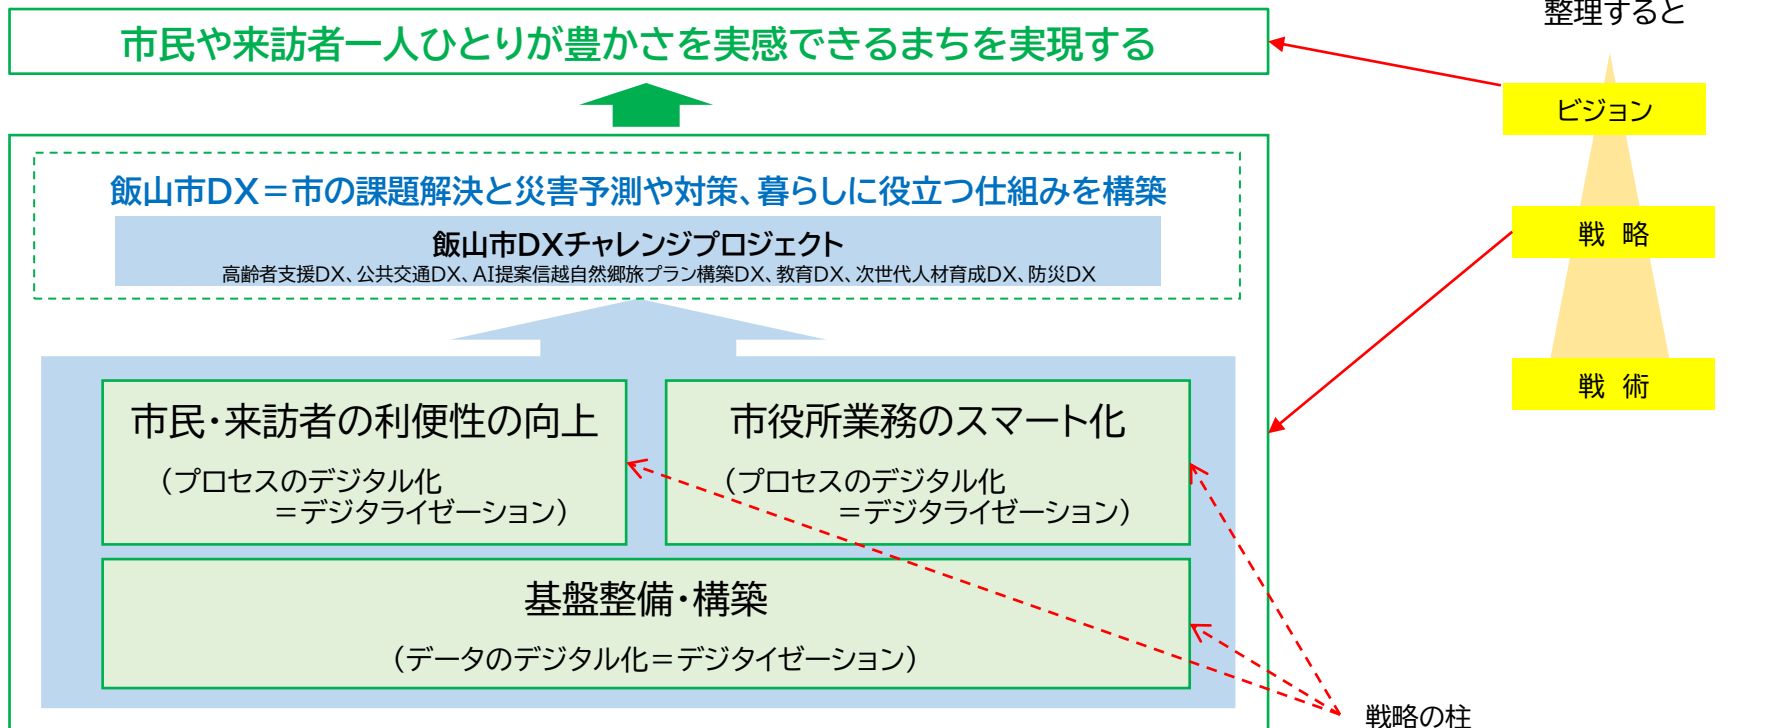 整理すると
市民や来訪者一人ひとりが豊かさを実感できるまちを実現する
ビジョン
飯山市DX＝市の課題解決と災害予測や対策、暮らしに役立つ仕組みを構築
飯山市DXチャレンジプロジェクト
高齢者支援DX、公共交通DX、AI提案信越自然郷旅プラン構築DX、教育DX、次世代人材育成DX、防災DX
戦 略
戦 術
市民・来訪者の利便性の向上
（プロセスのデジタル化
＝デジタライゼーション）
市役所業務のスマート化
（プロセスのデジタル化
＝デジタライゼーション）
基盤整備・構築
（データのデジタル化＝デジタイゼーション）
戦略の柱